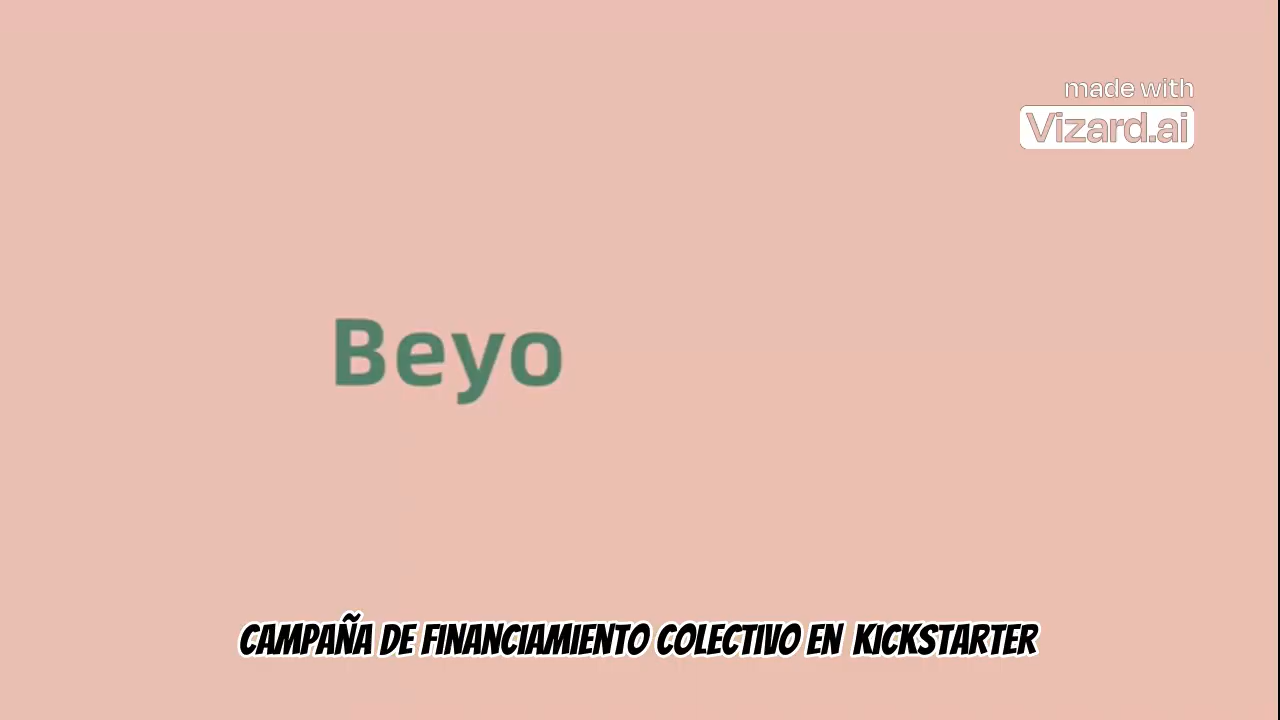 made with
Vizard.ai
Beyo
CAMPAÑA DE FINANCIAMIENTO COLECTIVO EN KICKSTARTER